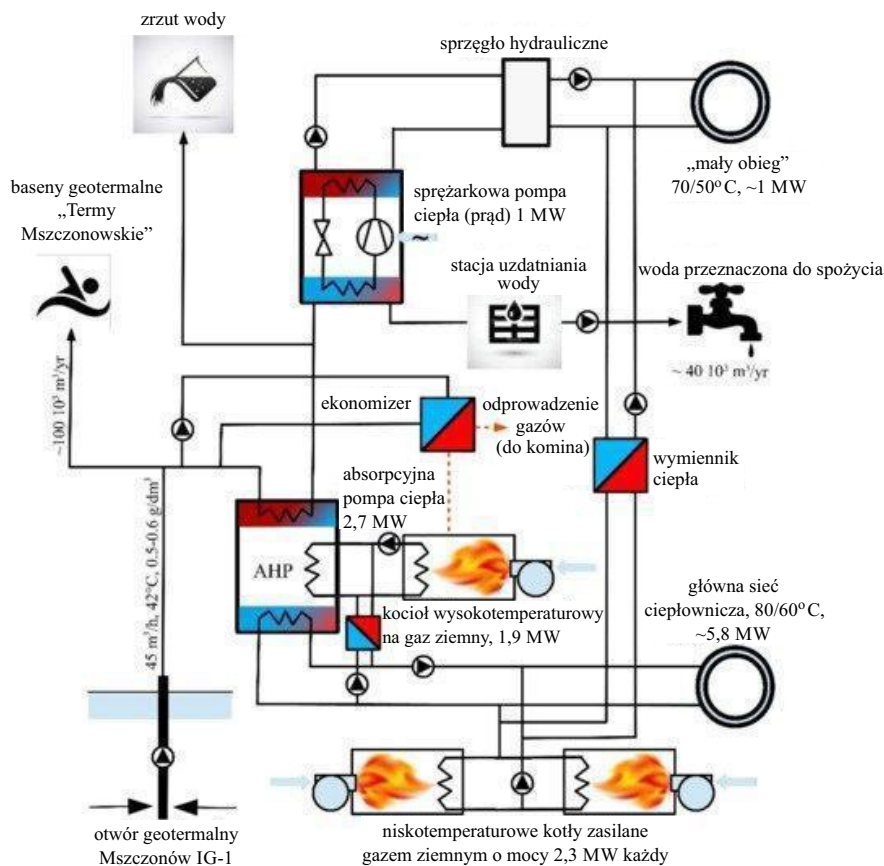 zrzut wody
sprzęgło hydrauliczne
„mały obieg”
70/50° C, ~1 MW
baseny geotermalne
„Termy
Mszczonowskie”
sprężarkowa pompa
ciepła (prąd) 1 MW
~
stacja uzdatniania
wody
woda przeznaczona do spożycia
~ 40 10³ m³/yr
~100 10³ m³/yr
ekonomizer
odprowadzenie
gazów
(do komina)
wymiennik
ciepła
absorpcyjna
pompa ciepła
2,7 MW
AHP
45 m³/h, 42°C, 0.5-0.6 g/dm³
kocioł wysokotemperaturowy
na gaz ziemny, 1,9 MW
główna sieć
ciepłownicza, 80/60° C,
~5,8 MW
otwór geotermalny
Mszczonów IG-1
niskotemperaturowe kotły zasilane
gazem ziemnym o mocy 2,3 MW każdy